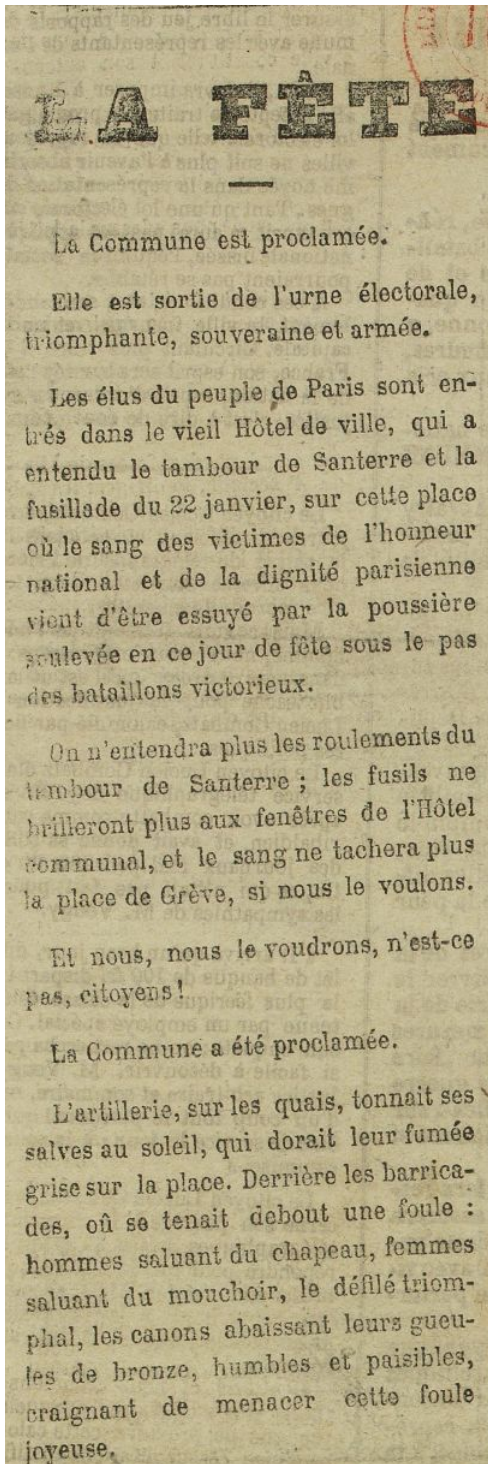 LA FÊTE
La Commune est proclamée.
Elle est sortie de l'urne électorale,
triomphante, souveraine et armée.
Les élus du peuple de Paris sont en-
trés dans le vieil Hôtel de ville, qui a
entendu le tambour de Santerre et la
fusillade du 22 janvier, sur cette place
où le sang des victimes de l'honneur
national et de la dignité parisienne
vient d'être essuyé par la poussière
soulevée en ce jour de fête sous le pas
des bataillons victorieux.
On n'entendra plus les roulements du
tambour de Santerre ; les fusils ne
brilleront plus aux fenêtres de l'Hôtel
communal, et le sang ne tachera plus
la place de Grève, si nous le voulons.
Et nous, nous le voudrons, n'est-ce
pas, citoyens !
La Commune a été proclamée.
L'artillerie, sur les quais, tonnait ses
salves au soleil, qui dorait leur fumée
grise sur la place. Derrière les barrica-
des, où se tenait debout une foule :
hommes saluant du chapeau, femmes
saluant du mouchoir, le défilé triom-
phal, les canons abaissant leurs gueu-
les de bronze, humbles et paisibles,
craignant de menacer cette foule
joyeuse.